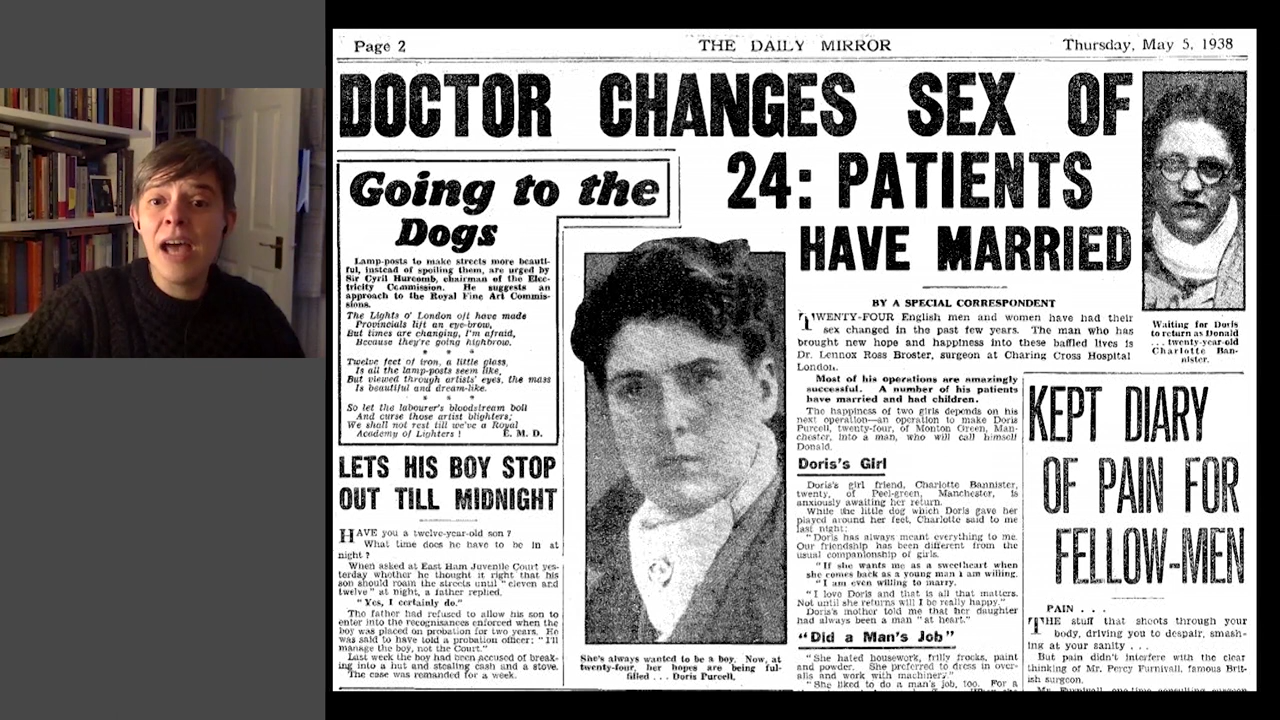 Page 2
THE DAILY MIRROR
Thursday, May 5, 1938
DOCTOR CHANGES SEX OF
24: PATIENTS
HAVE MARRIED
Going to the
Dogs
Lamp-posts to make streets more beauti-
ful, instead of spoiling them, are urged by
Sir Cyril Hurcomb, chairman of the Elec-
tricity Commission. He suggests an
approach to the Royal Fine Art Commis-
sions.
The Lights o' London oft have made
Provincials lift an eye-brow,
But times are changing, I'm afraid,
Because they're going highbrow.
* * *
Twelve feet of iron, a little glass,
Is all the lamp-posts seem like,
But viewed through artists' eyes, the mass
Is beautiful and dream-like.
* * *
So let the labourer's bloodstream boil
And curse those artist blighters;
We shall not rest till we've a Royal
Academy of Lighters! E. M. D.
LETS HIS BOY STOP
OUT TILL MIDNIGHT
HAVE you a twelve-year-old son?
What time does he have to be in at
night?
When asked at East Ham Juvenile Court yes-
terday whether he thought it right that his
son should roam the streets until "eleven and
twelve" at night, a father replied,
"Yes, I certainly do."
The father had refused to allow his son to
enter into the recognisances enforced when the
boy was placed on probation for two years. He
was said to have told a probation officer: "I'll
manage the boy, not the Court."
Last week the boy had been accused of break-
ing into a hut and stealing cash and a stove.
The case was remanded for a week.
She's always wanted to be a boy. Now, at
twenty-four, her hopes are being ful-
filled . . . Doris Purcell.
BY A SPECIAL CORRESPONDENT
TWENTY-FOUR English men and women have had their
sex changed in the past few years. The man who has
brought new hope and happiness into these baffled lives is
Dr. Lennox Ross Broster, surgeon at Charing Cross Hospital
London.
Most of his operations are amazingly
successful. A number of his patients
have married and had children.
The happiness of two girls depends on his
next operation—an operation to make Doris
Purcell, twenty-four, of Monton Green, Man-
chester, into a man, who will call himself
Donald.
Doris's Girl
Doris's girl friend, Charlotte Bannister,
twenty, of Peel-green, Manchester, is
anxiously awaiting her return.
While the little dog which Doris gave her
played around her feet, Charlotte said to me
last night:
"Doris has always meant everything to me.
Our friendship has been different from the
usual companionship of girls.
"If she wants me as a sweetheart when
she comes back as a young man I am willing.
"I am even willing to marry.
"I love Doris and that is all that matters.
Not until she returns will I be really happy."
Doris's mother told me that her daughter
had always been a man "at heart."
"Did a Man's Job"
"She hated housework, frilly frocks, paint
and powder. She preferred to dress in over-
alls and work with machinery."
"She liked to do a man's job, too. For a
Waiting for Doris
to return as Donald
. . . twenty-year-old
Charlotte Ban-
nister.
KEPT DIARY
OF PAIN FOR
FELLOW-MEN
PAIN . . .
THE stuff that shoots through your
body, driving you to despair, smash-
ing at your sanity . . .
But pain didn't interfere with the clear
thinking of Mr. Percy Furnivall, famous Brit-
ish surgeon.